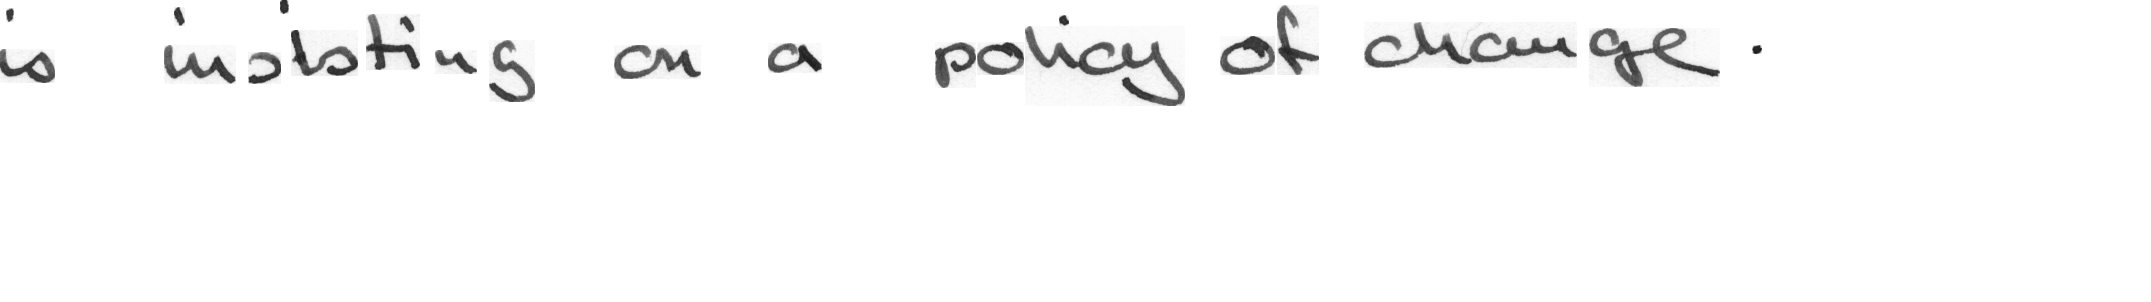 is insisting on a policy of change .